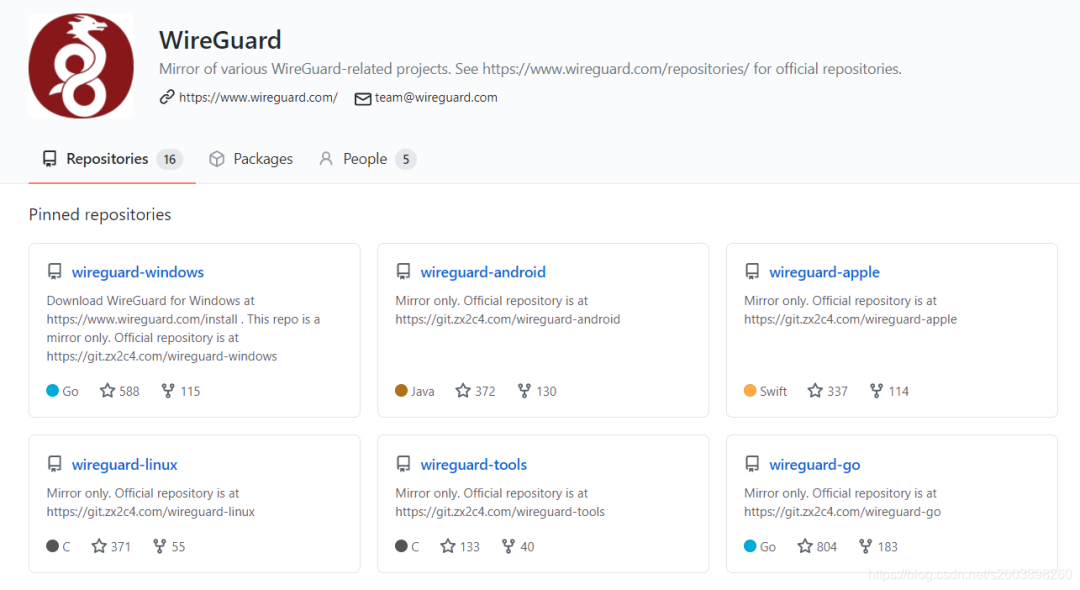 WireGuard
Mirror of various WireGuard-related projects. See https://www.wireguard.com/repositories/ for official repositories.
https://www.wireguard.com/ team@wireguard.com
Repositories 16 Packages People 5
Pinned repositories
wireguard-windows
Download WireGuard for Windows at
https://www.wireguard.com/install . This repo is a
mirror only. Official repository is at
https://git.zx2c4.com/wireguard-windows
Go 588 115
wireguard-android
Mirror only. Official repository is at
https://git.zx2c4.com/wireguard-android
Java 372 130
wireguard-apple
Mirror only. Official repository is at
https://git.zx2c4.com/wireguard-apple
Swift 337 114
wireguard-linux
Mirror only. Official repository is at
https://git.zx2c4.com/wireguard-linux
C 371 55
wireguard-tools
Mirror only. Official repository is at
https://git.zx2c4.com/wireguard-tools
C 133 40
wireguard-go
Mirror only. Official repository is at
https://git.zx2c4.com/wireguard-go
Go 804 183
https://blog.csdn.net/s2603898260